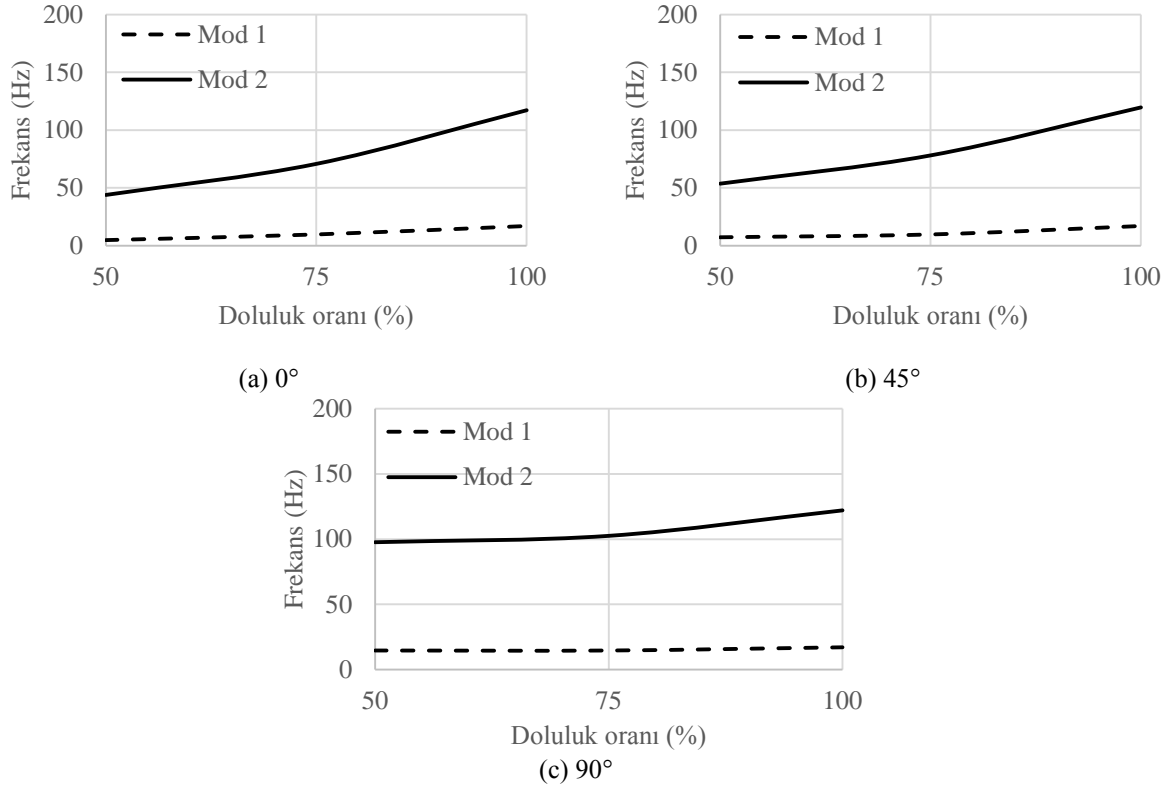 200
150
100
50
0
Frekans (Hz)
Mod 1
Mod 2
50 75 100
Doluluk oranı (%)
(a) 0°
200
150
100
50
0
Frekans (Hz)
Mod 1
Mod 2
50 75 100
Doluluk oranı (%)
(b) 45°
200
150
100
50
0
Frekans (Hz)
Mod 1
Mod 2
50 75 100
Doluluk oranı (%)
(c) 90°